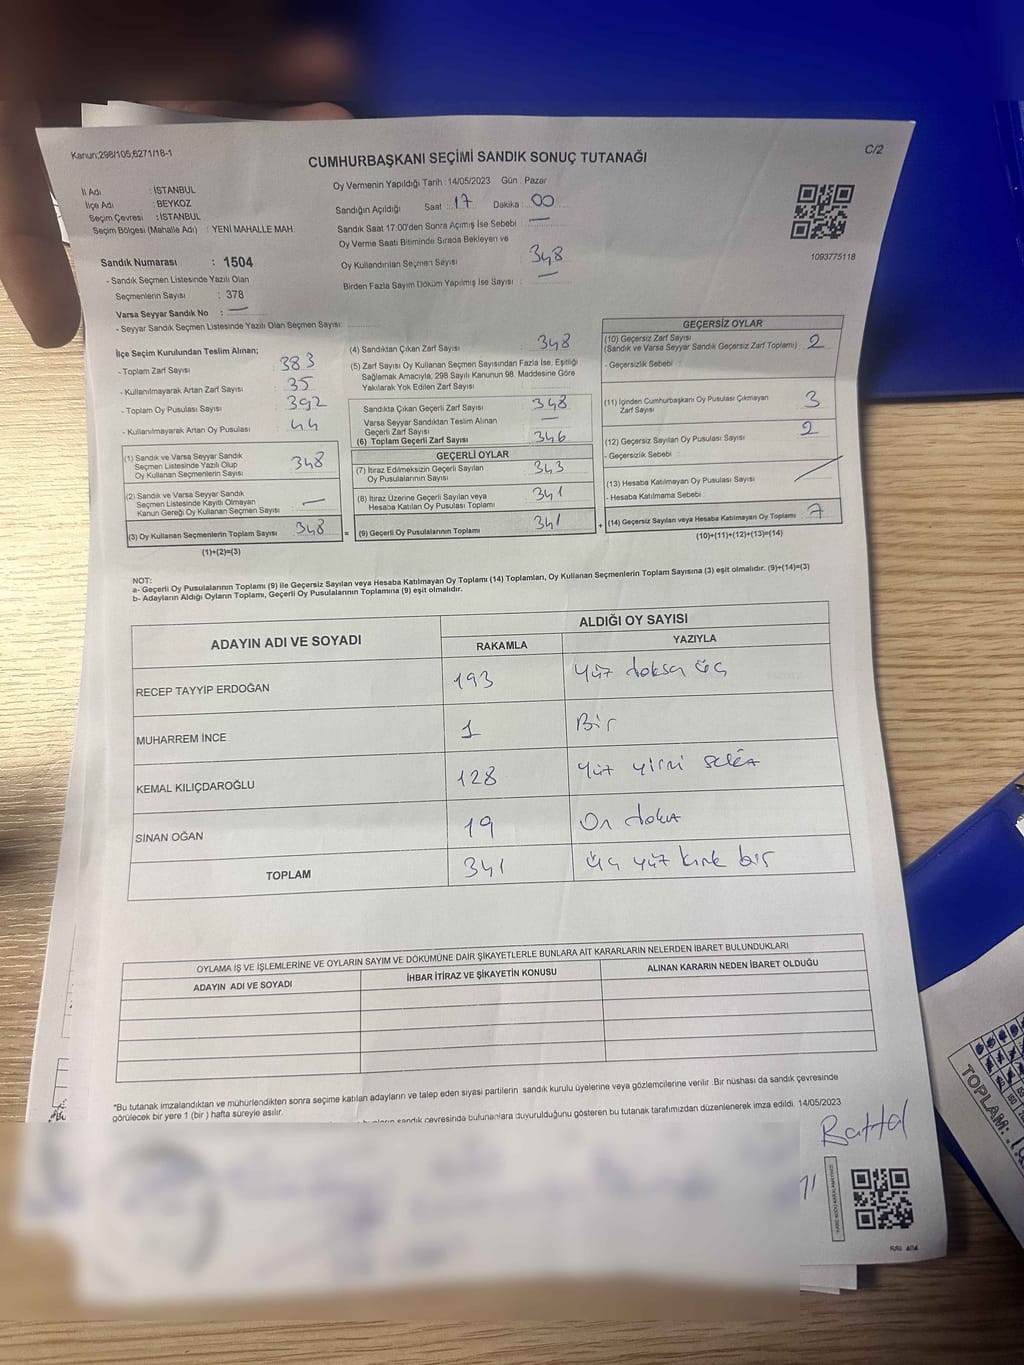 Kanun;298/105;6271/18-1
C/2
CUMHURBAŞKANI SEÇİMİ SANDIK SONUÇ TUTANAĞI
İl Adı : İSTANBUL
İlçe Adı : BEYKOZ
Seçim Çevresi : İSTANBUL
Seçim Bölgesi (Mahalle Adı) : YENİ MAHALLE MAH.
Sandık Numarası : 1504
- Sandık Seçmen Listesinde Yazılı Olan
Seçmenlerin Sayısı : 378
Varsa Seyyar Sandık No : —
- Seyyar Sandık Seçmen Listesinde Yazılı Olan Seçmen Sayısı:
Oy Vermenin Yapıldığı Tarih : 14/05/2023 Gün : Pazar
Sandığın Açıldığı Saat : 17 Dakika : 00
Sandık Saat 17:00'den Sonra Açımış İse Sebebi : —
Oy Verme Saati Bitiminde Sırada Bekleyen ve
Oy Kullandırılan Seçmen Sayısı : 348
Birden Fazla Sayım Döküm Yapılmış İse Sayısı : —
1093775118
İlçe Seçim Kurulundan Teslim Alınan;
- Toplam Zarf Sayısı : 383
- Kullanılmayarak Artan Zarf Sayısı : 35
- Toplam Oy Pusulası Sayısı : 392
- Kullanılmayarak Artan Oy Pusulası : 44
(1) Sandık ve Varsa Seyyar Sandık
Seçmen Listesinde Yazılı Olup
Oy Kullanan Seçmenlerin Sayısı : 348
(2) Sandık ve Varsa Seyyar Sandık
Seçmen Listesinde Kayıtlı Olmayan
Kanun Gereği Oy Kullanan Seçmen Sayısı : —
(3) Oy Kullanan Seçmenlerin Toplam Sayısı : 348
(1)+(2)=(3)
(4) Sandıktan Çıkan Zarf Sayısı : 348
(5) Zarf Sayısı Oy Kullanan Seçmen Sayısından Fazla İse, Eşitliği
Sağlamak Amacıyla, 298 Sayılı Kanunun 98. Maddesine Göre
Yakılarak Yok Edilen Zarf Sayısı :
Sandıkta Çıkan Geçerli Zarf Sayısı : 348
Varsa Seyyar Sandıktan Teslim Alınan
Geçerli Zarf Sayısı : —
(6) Toplam Geçerli Zarf Sayısı : 346
GEÇERLİ OYLAR
(7) İtiraz Edilmeksizin Geçerli Sayılan
Oy Pusulalarının Sayısı : 343
(8) İtiraz Üzerine Geçerli Sayılan veya
Hesaba Katılan Oy Pusulası Toplamı : 341
= (9) Geçerli Oy Pusulalarının Toplamı : 341
GEÇERSİZ OYLAR
(10) Geçersiz Zarf Sayısı
(Sandık ve Varsa Seyyar Sandık Geçersiz Zarf Toplamı) : 2
- Geçersizlik Sebebi :
(11) İçinden Cumhurbaşkanı Oy Pusulası Çıkmayan
Zarf Sayısı : 3
(12) Geçersiz Sayılan Oy Pusulası Sayısı : 2
- Geçersizlik Sebebi :
(13) Hesaba Katılmayan Oy Pusulası Sayısı :
- Hesaba Katılmama Sebebi :
+ (14) Geçersiz Sayılan veya Hesaba Katılmayan Oy Toplamı : 7
(10)+(11)+(12)+(13)=(14)
NOT:
a- Geçerli Oy Pusulalarının Toplamı (9) ile Geçersiz Sayılan veya Hesaba Katılmayan Oy Toplamı (14) Toplamları, Oy Kullanan Seçmenlerin Toplam Sayısına (3) eşit olmalıdır. (9)+(14)=(3)
b- Adayların Aldığı Oyların Toplamı, Geçerli Oy Pusulalarının Toplamına (9) eşit olmalıdır.
ADAYIN ADI VE SOYADI
ALDIĞI OY SAYISI
RAKAMLA YAZIYLA
RECEP TAYYİP ERDOĞAN 193 Yüz doksa üç
MUHARREM İNCE 1 Bir
KEMAL KILIÇDAROĞLU 128 Yüz yirmi
SİNAN OĞAN 19 On
TOPLAM 341 üç yüz kırk bir
OYLAMA İŞ VE İŞLEMLERİNE VE OYLARIN SAYIM VE DÖKÜMÜNE DAİR ŞİKAYETLERLE BUNLARA AİT KARARLARIN NELERDEN İBARET BULUNDUKLARI
ADAYIN ADI VE SOYADI İHBAR İTİRAZ VE ŞİKAYETİN KONUSU ALINAN KARARIN NEDEN İBARET OLDUĞU
*Bu tutanak imzalandıktan ve mühürlendikten sonra seçime katılan adayların ve talep eden siyasi partilerin sandık kurulu üyelerine veya gözlemcilerine verilir .Bir nüshası da sandık çevresinde
görülecek bir yere 1 (bir ) hafta süreyle asılır.
sandık çevresinde bulunanlara duyurulduğunu gösteren bu tutanak tarafımızdan düzenlenerek imza edildi. 14/05/2023
Battal
TOPLAM: